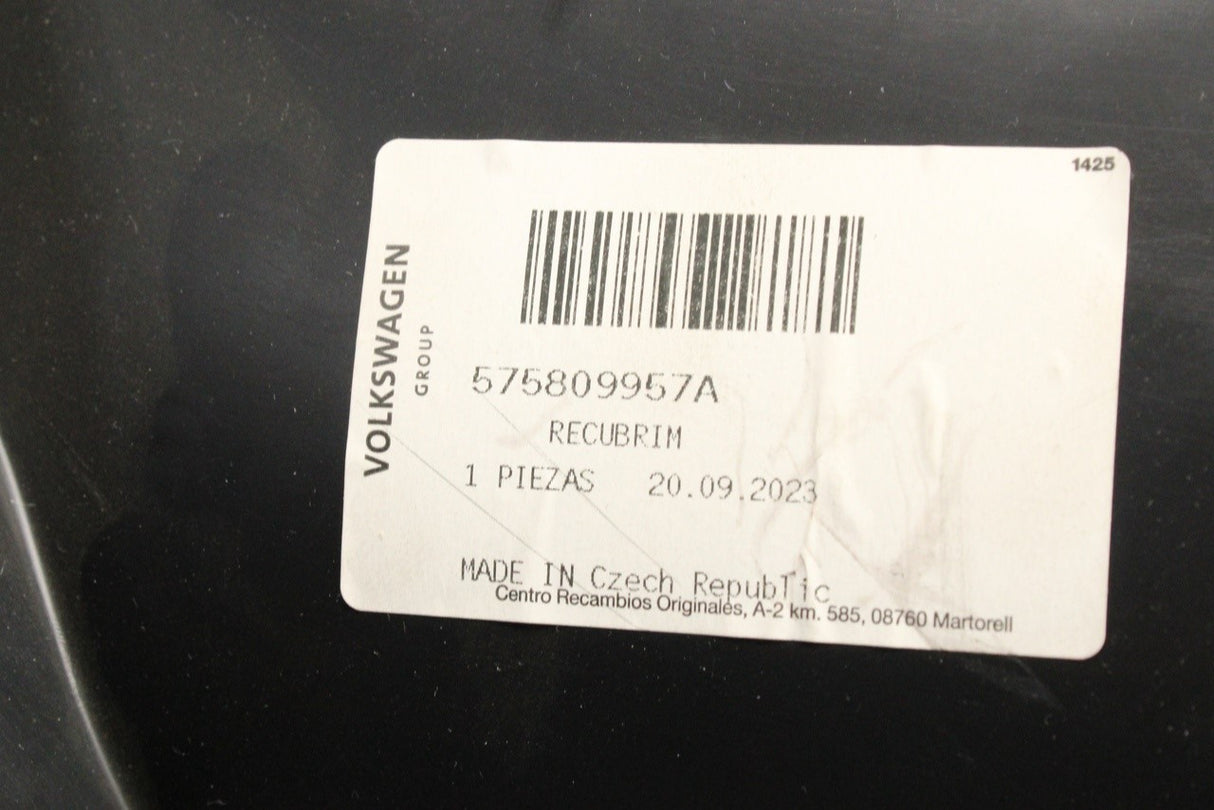 1425
VOLKSWAGEN
GROUP
575809957A
RECUBRIM
1 PIEZAS 20.09.2023
MADE IN Czech Republic
Centro Recambios Originales, A-2 km. 585, 08760 Martorell